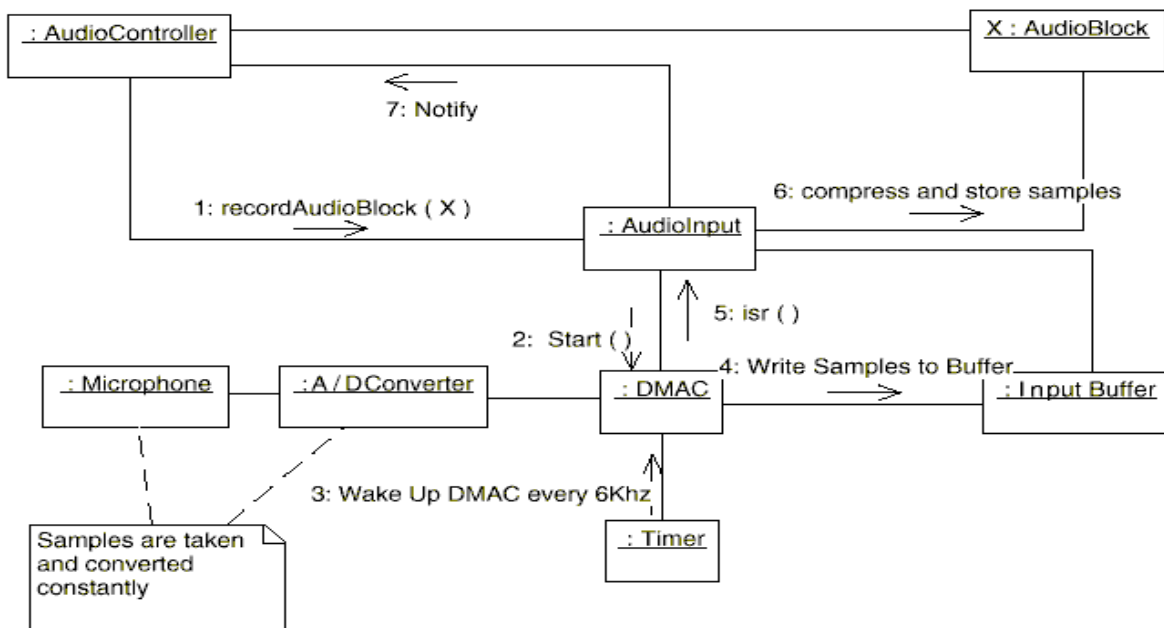 : AudioController
X : AudioBlock
7: Notify
6: compress and store samples
1: recordAudioBlock ( X )
: AudioInput
5: isr ( )
2: Start ( )
4: Write Samples to Buffer
: Microphone
:A / DConverter
: DMAC
: Input Buffer
3: Wake Up DMAC every 6Khz
: Timer
Samples are taken
and converted
constantly